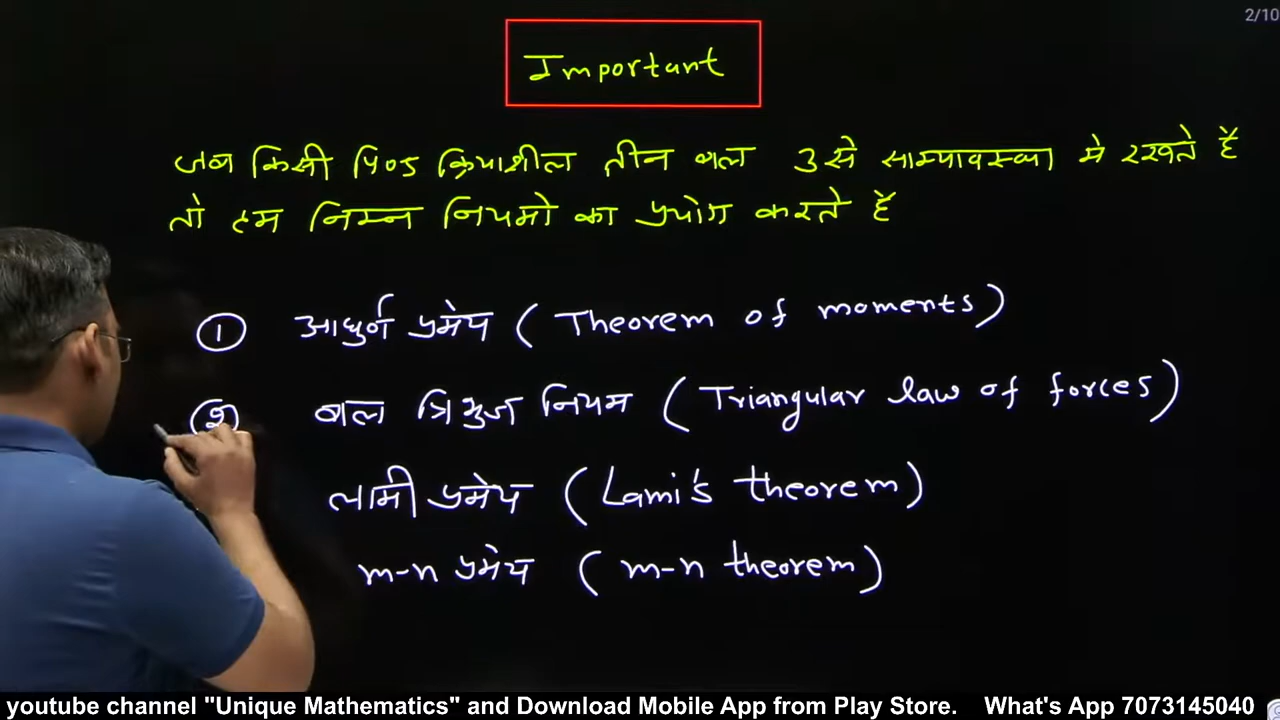 2/10
Important
जब किसी पिण्ड क्रियाशील तीन बल उसे साम्यावस्था मे रखते हैं
तो हम निम्न नियमो का प्रयोग करते हैं
① आघुर्ण प्रमेय (Theorem of moments)
② बल त्रिभुज नियम (Triangular law of forces)
लामी प्रमेय (Lami's theorem)
m-n प्रमेय (m-n theorem)
youtube channel "Unique Mathematics" and Download Mobile App from Play Store. What's App 7073145040